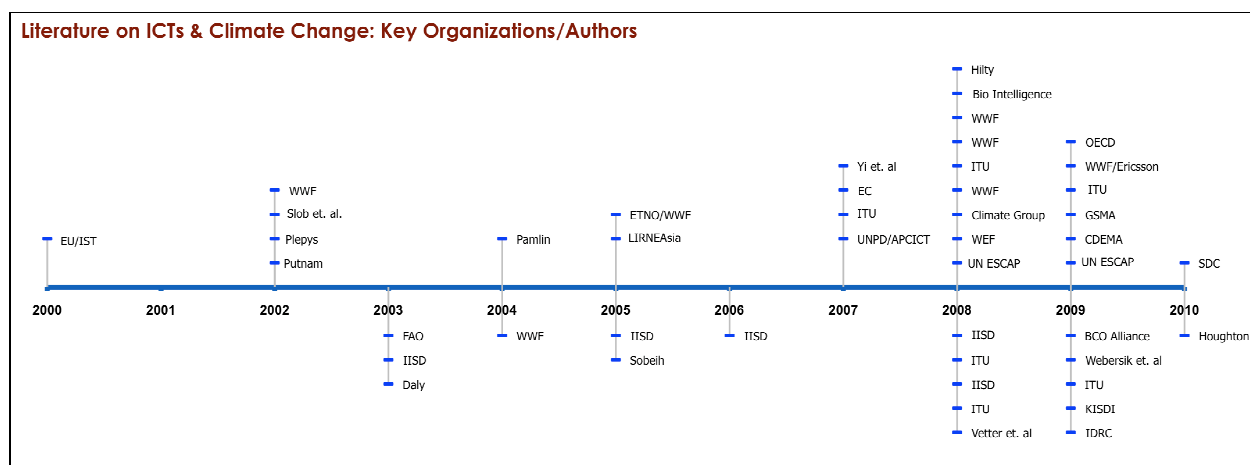 Literature on ICTs & Climate Change: Key Organizations/Authors
Hilty
Bio Intelligence
WWF
WWF
OECD
Yi et. al
ITU
WWF/Ericsson
WWF
EC
WWF
ITU
Slob et. al.
ETNO/WWF
ITU
Climate Group
GSMA
EU/IST
Plepys
Pamlin
LIRNEAsia
UNPD/APCICT
WEF
CDEMA
Putnam
UN ESCAP
UN ESCAP
SDC
2000 2001 2002 2003 2004 2005 2006 2007 2008 2009 2010
FAO
WWF
IISD
IISD
IISD
BCO Alliance
Houghton
IISD
Sobeih
ITU
Webersik et. al
Daly
IISD
ITU
ITU
KISDI
Vetter et. al
IDRC